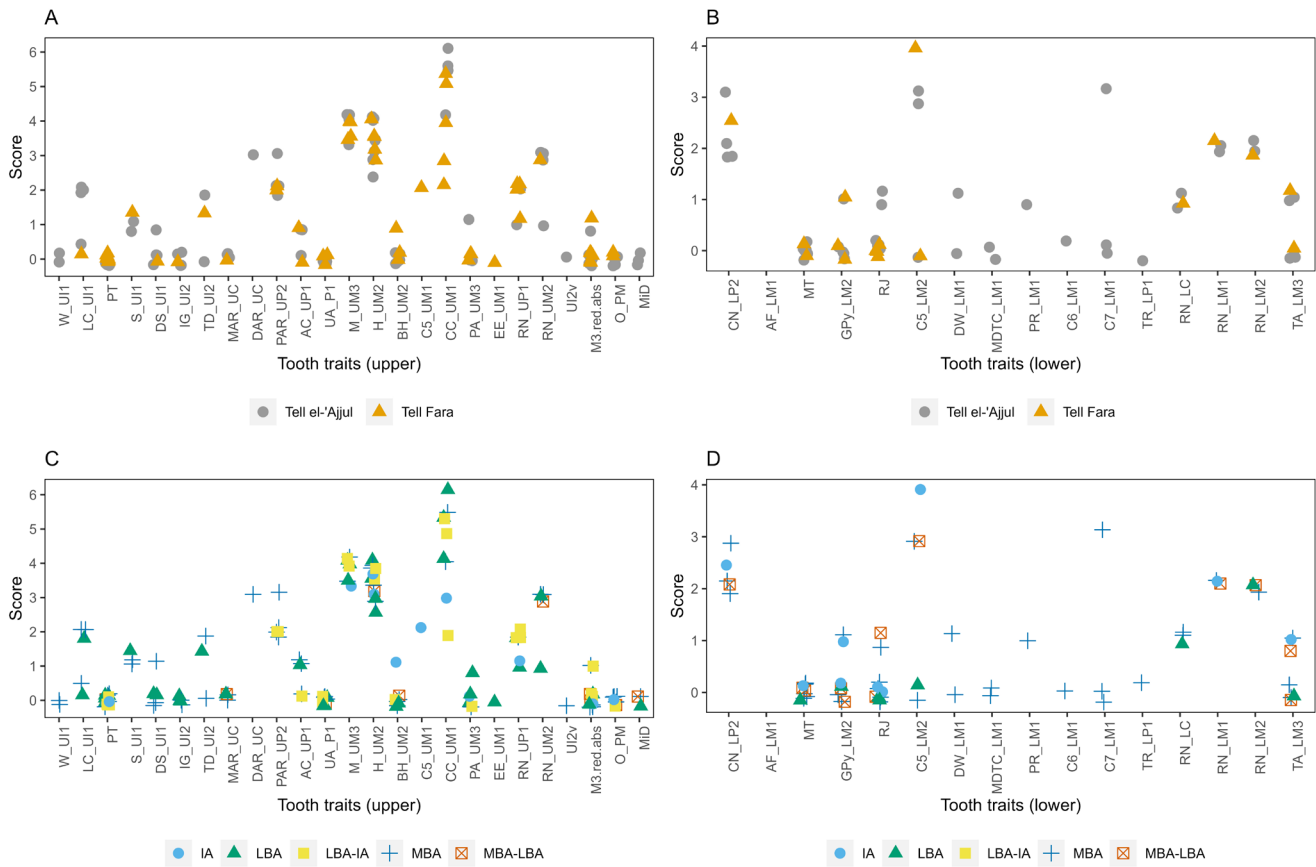 A
Score
6
5
4
3
2
1
0
W_UI1
LC_UI1
PT
S_UI1
DS_UI1
IG_UI2
TD_UI2
MAR_UC
DAR_UC
PAR_UP2
AC_UP1
UA_P1
M_UM3
H_UM2
BH_UM2
C5_UM1
CC_UM1
PA_UM3
EE_UM1
RN_UP1
RN_UM2
UI2v
M3.red.abs
O_PM
MiD
Tooth traits (upper)
Tell el-'Ajjul
Tell Fara
B
Score
4
3
2
1
0
CN_LP2
AF_LM1
MT
GPy_LM2
RJ
C5_LM2
DW_LM1
MDTC_LM1
PR_LM1
C6_LM1
C7_LM1
TR_LP1
RN_LC
RN_LM1
RN_LM2
TA_LM3
Tooth traits (lower)
Tell el-'Ajjul
Tell Fara
C
Score
6
5
4
3
2
1
0
W_UI1
LC_UI1
PT
S_UI1
DS_UI1
IG_UI2
TD_UI2
MAR_UC
DAR_UC
PAR_UP2
AC_UP1
UA_P1
M_UM3
H_UM2
BH_UM2
C5_UM1
CC_UM1
PA_UM3
EE_UM1
RN_UP1
RN_UM2
UI2v
M3.red.abs
O_PM
MiD
Tooth traits (upper)
IA
LBA
LBA-IA
MBA
MBA-LBA
D
Score
4
3
2
1
0
CN_LP2
AF_LM1
MT
GPy_LM2
RJ
C5_LM2
DW_LM1
MDTC_LM1
PR_LM1
C6_LM1
C7_LM1
TR_LP1
RN_LC
RN_LM1
RN_LM2
TA_LM3
Tooth traits (lower)
IA
LBA
LBA-IA
MBA
MBA-LBA